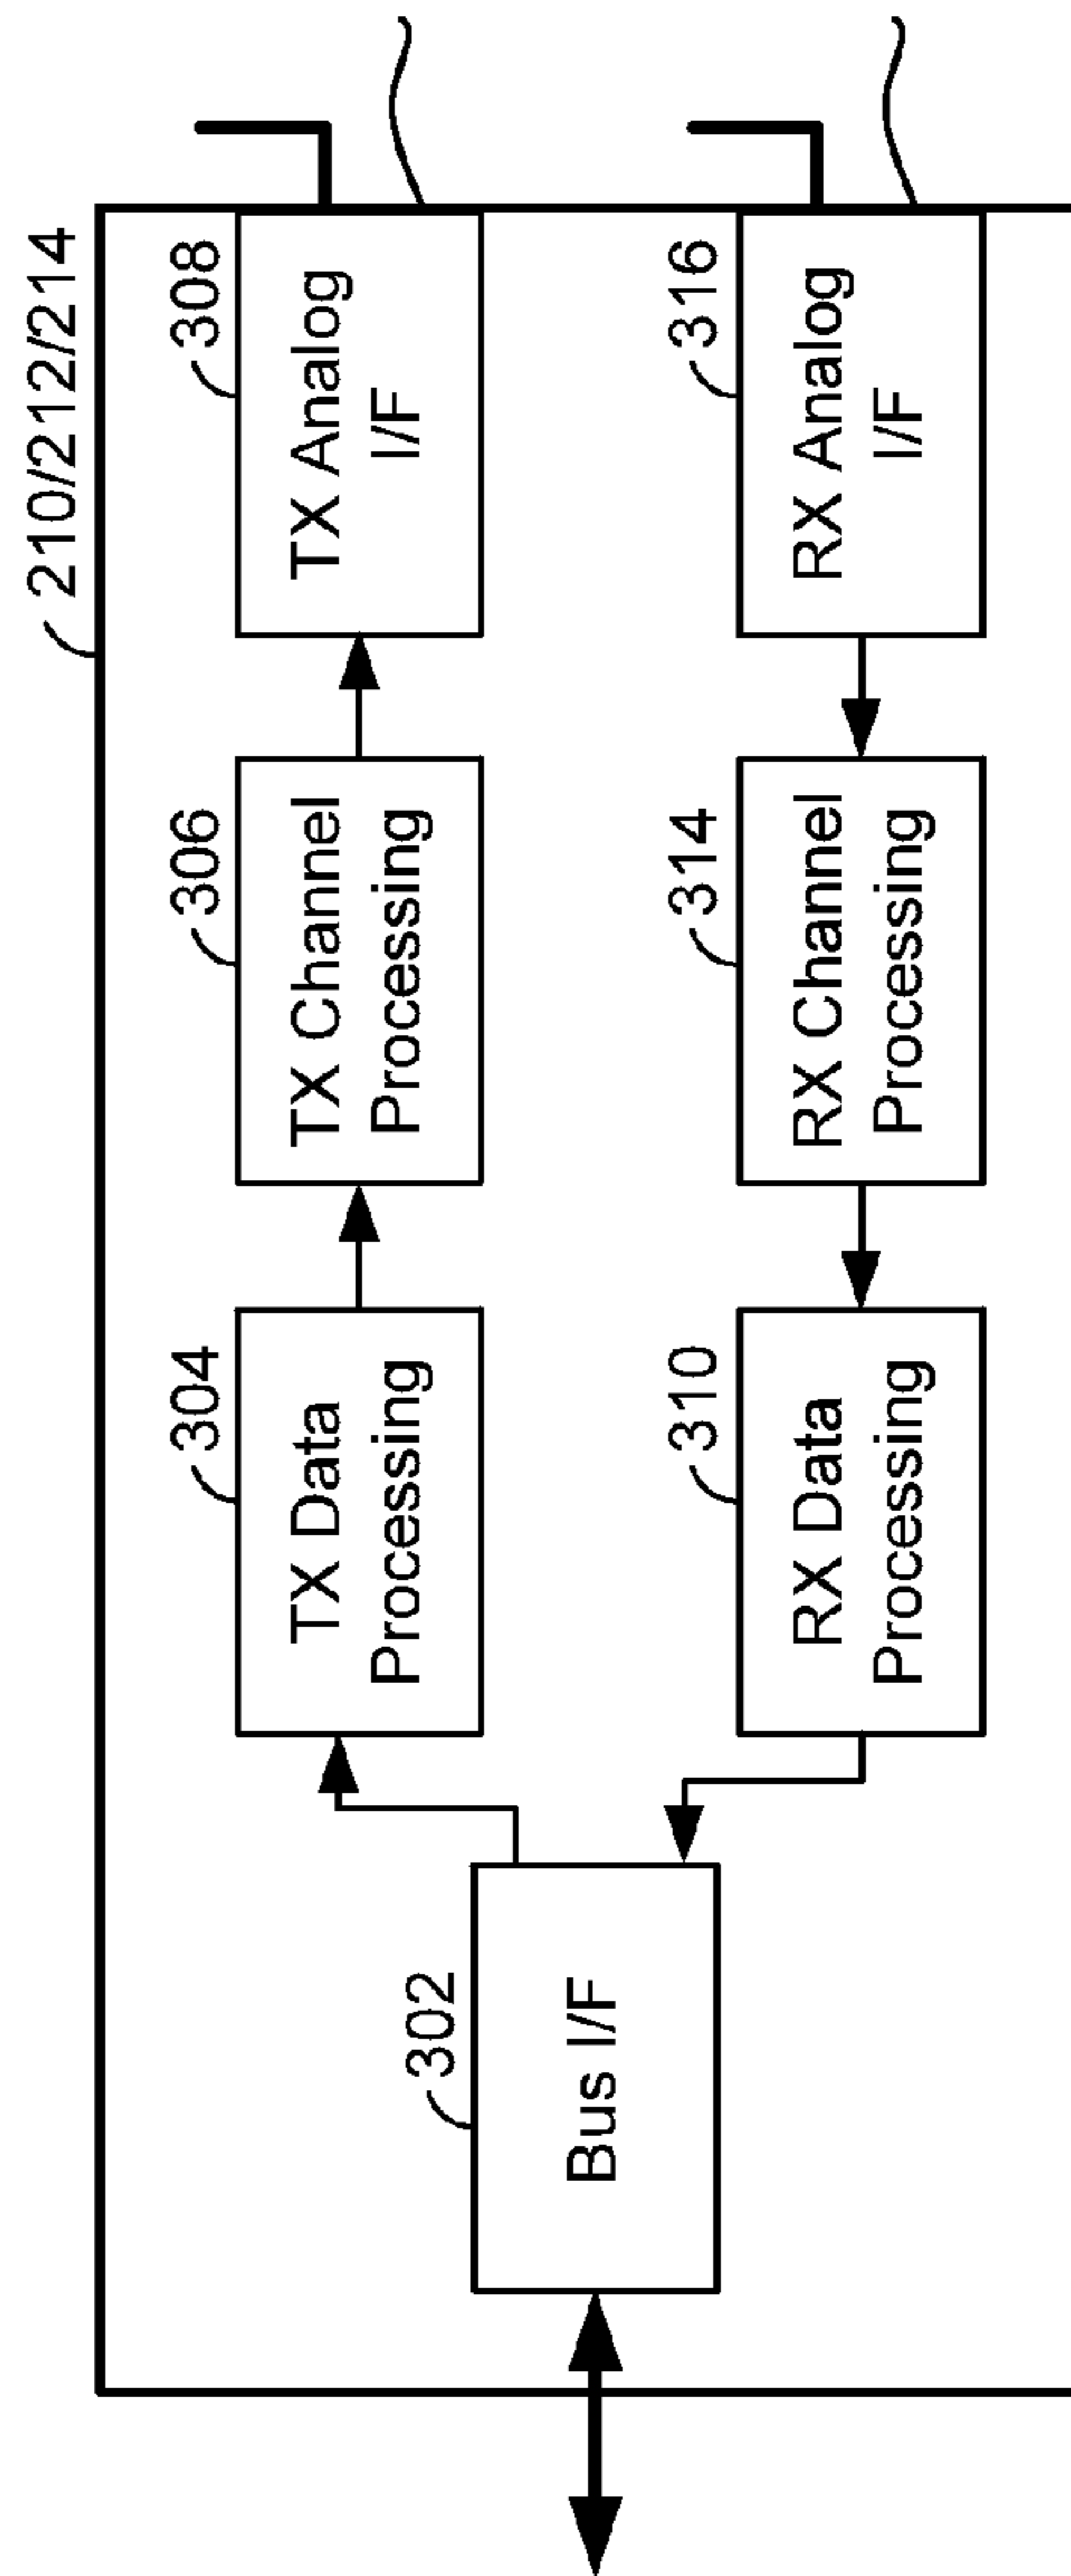 210/212/214
304
306
308
TX Data
Processing
TX Channel
Processing
TX Analog
I/F
302
Bus I/F
310
314
316
RX Data
Processing
RX Channel
Processing
RX Analog
I/F